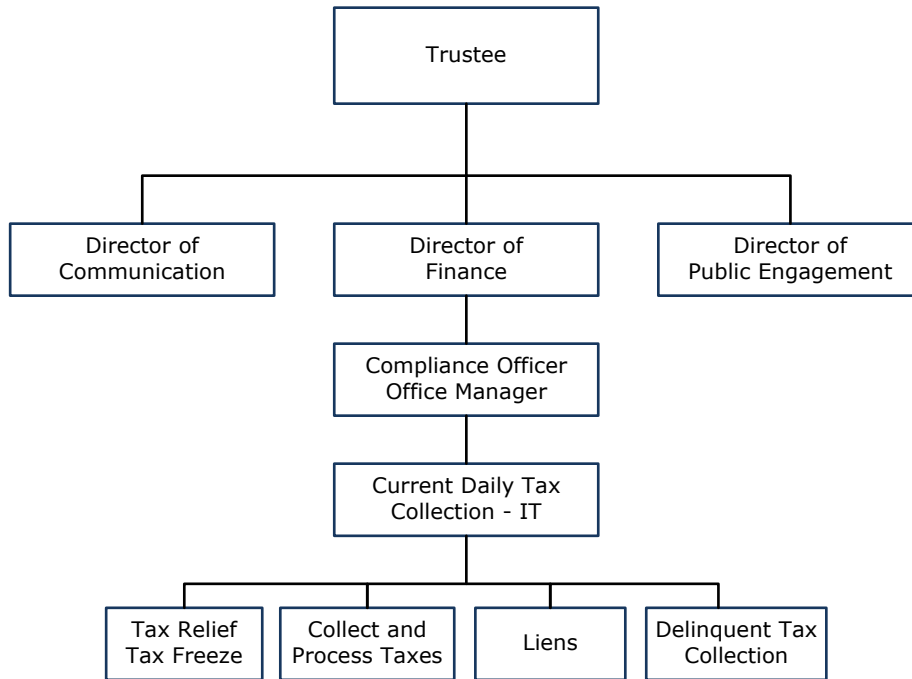 Trustee
Director of
Communication
Director of
Finance
Director of
Public Engagement
Compliance Officer
Office Manager
Current Daily Tax
Collection - IT
Tax Relief
Tax Freeze
Collect and
Process Taxes
Liens
Delinquent Tax
Collection